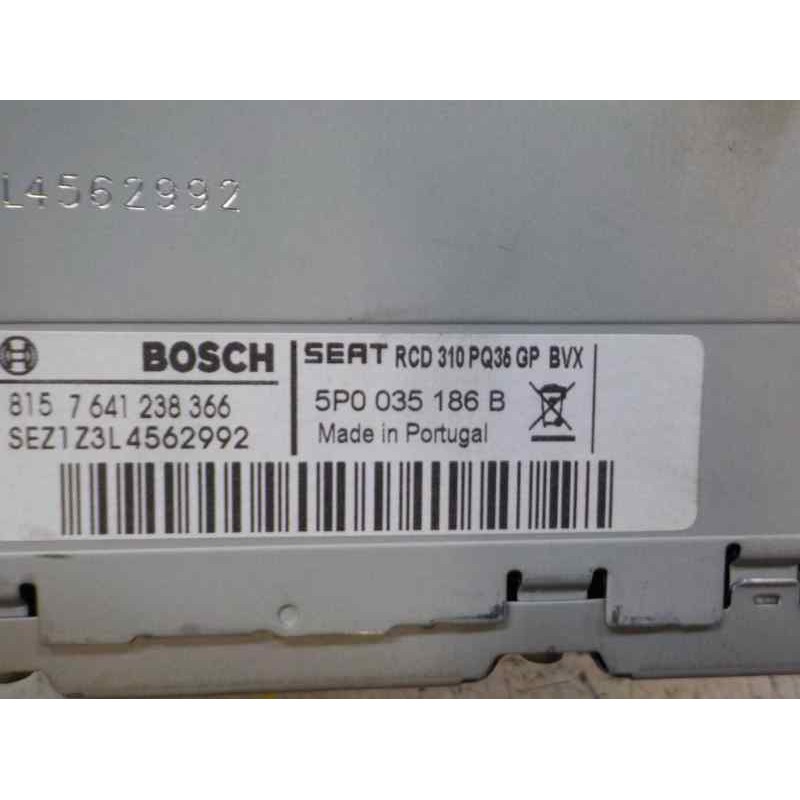 L4562992
BOSCH
815 7 641 238 366
SEZ1Z3L4562992
SEAT RCD 310 PQ35 GP BVX
5P0 035 186 B
Made in Portugal